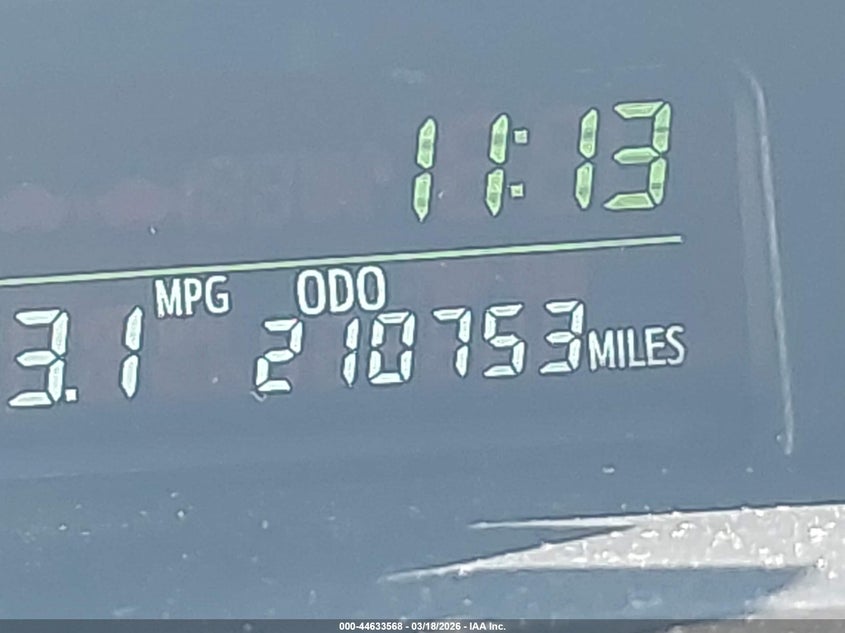 11:13
MPG ODO
3.1 210753 MILES
000-44633568 - 03/18/2026 - IAA Inc.